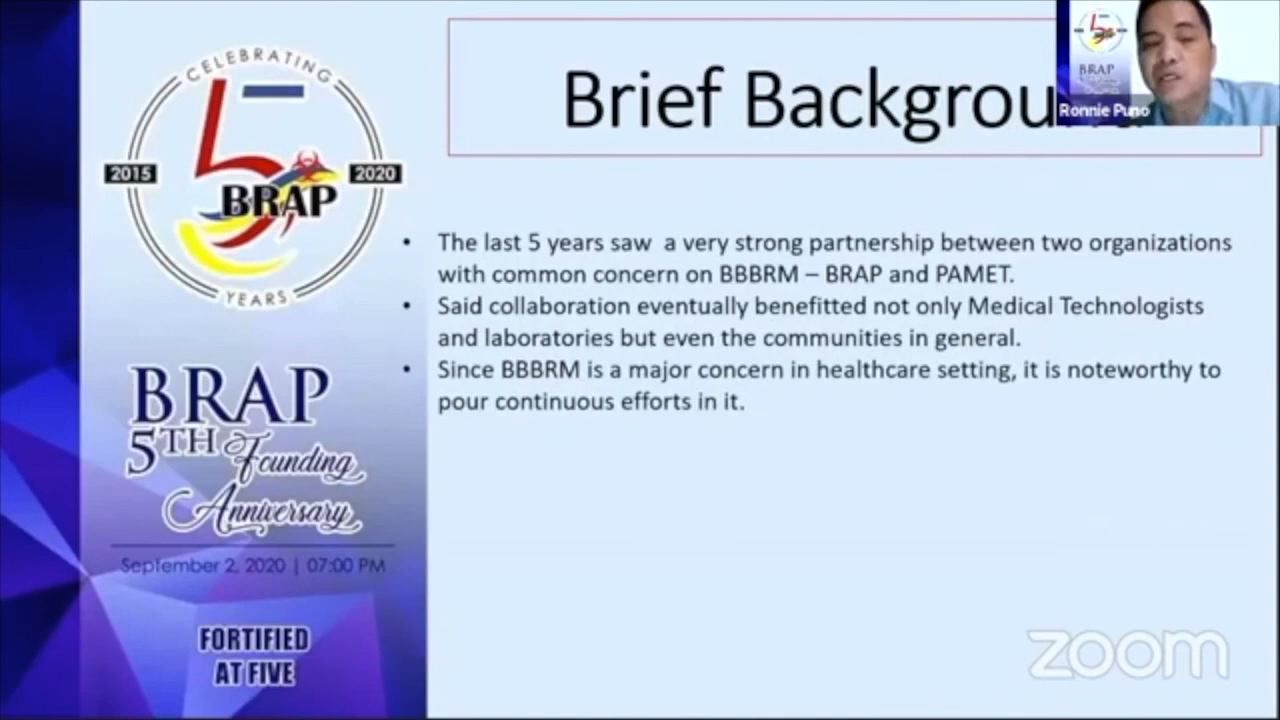 CELEBRATING
5
2015
BRAP
2020
YEARS
BRAP
5TH Founding
Anniversary
September 2, 2020 | 07:00 PM
FORTIFIED
AT FIVE
Brief
• The last 5 years saw a very strong partnership between two organizations
with common concern on BBBRM – BRAP and PAMET.
• Said collaboration eventually benefitted not only Medical Technologists
and laboratories but even the communities in general.
• Since BBBRM is a major concern in healthcare setting, it is noteworthy to
pour continuous efforts in it.
BRAP
Ronnie Puno
zoom